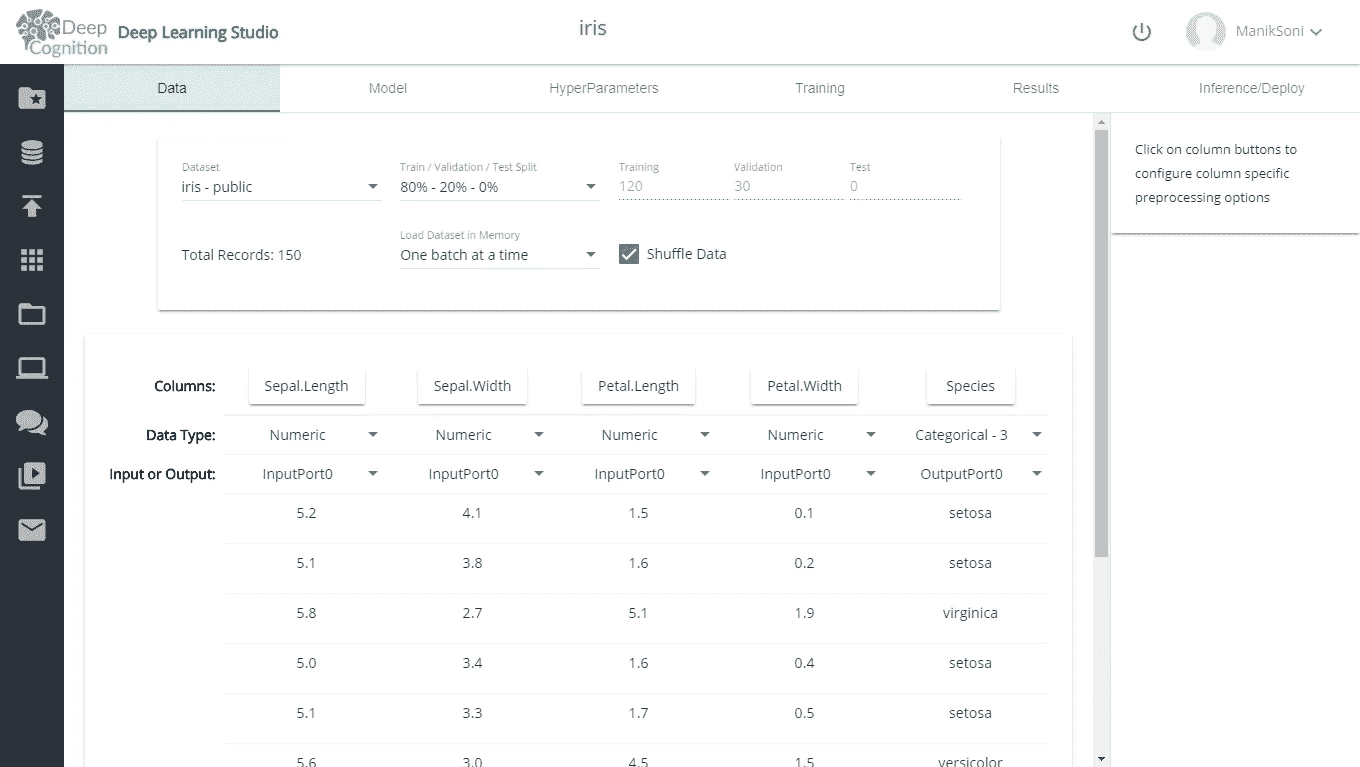 Deep Cognition Deep Learning Studio iris ManikSoni
Data Model HyperParameters Training Results Inference/Deploy
Dataset Train / Validation / Test Split Training Validation Test
iris - public 80% - 20% - 0% 120 30 0
Load Dataset in Memory
Total Records: 150 One batch at a time Shuffle Data
Click on column buttons to
configure column specific
preprocessing options
Columns: Sepal.Length Sepal.Width Petal.Length Petal.Width Species
Data Type: Numeric Numeric Numeric Numeric Categorical - 3
Input or Output: InputPort0 InputPort0 InputPort0 InputPort0 OutputPort0
5.2 4.1 1.5 0.1 setosa
5.1 3.8 1.6 0.2 setosa
5.8 2.7 5.1 1.9 virginica
5.0 3.4 1.6 0.4 setosa
5.1 3.3 1.7 0.5 setosa
5.6 3.0 4.5 1.5 versicolor